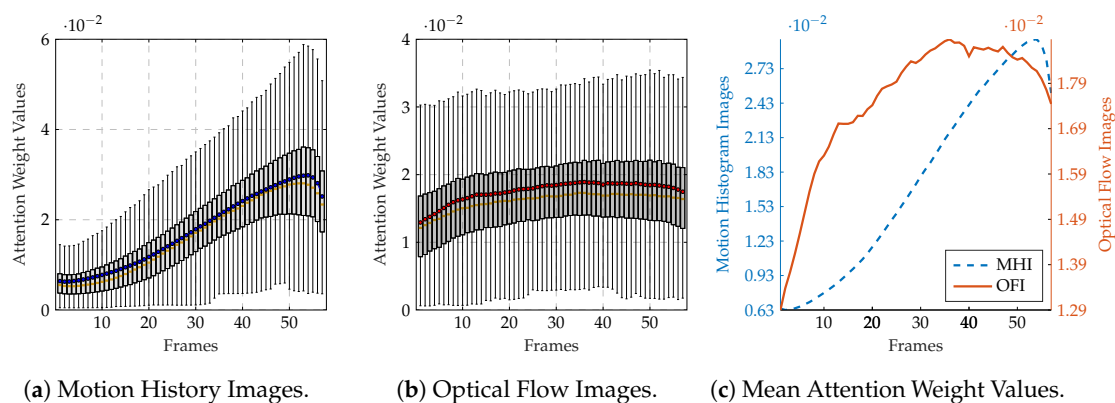 ·10⁻²
6
4
2
0
Attention Weight Values
10 20 30 40 50
Frames
(a) Motion History Images.
·10⁻²
4
3
2
1
0
Attention Weight Values
10 20 30 40 50
Frames
(b) Optical Flow Images.
·10⁻² ·10⁻²
2.73
2.43
2.13
1.83
1.53
1.23
0.93
0.63
Motion Histogram Images
1.79
1.69
1.59
1.49
1.39
1.29
Optical Flow Images
MHI
OFI
10 20 30 40 50
Frames
(c) Mean Attention Weight Values.